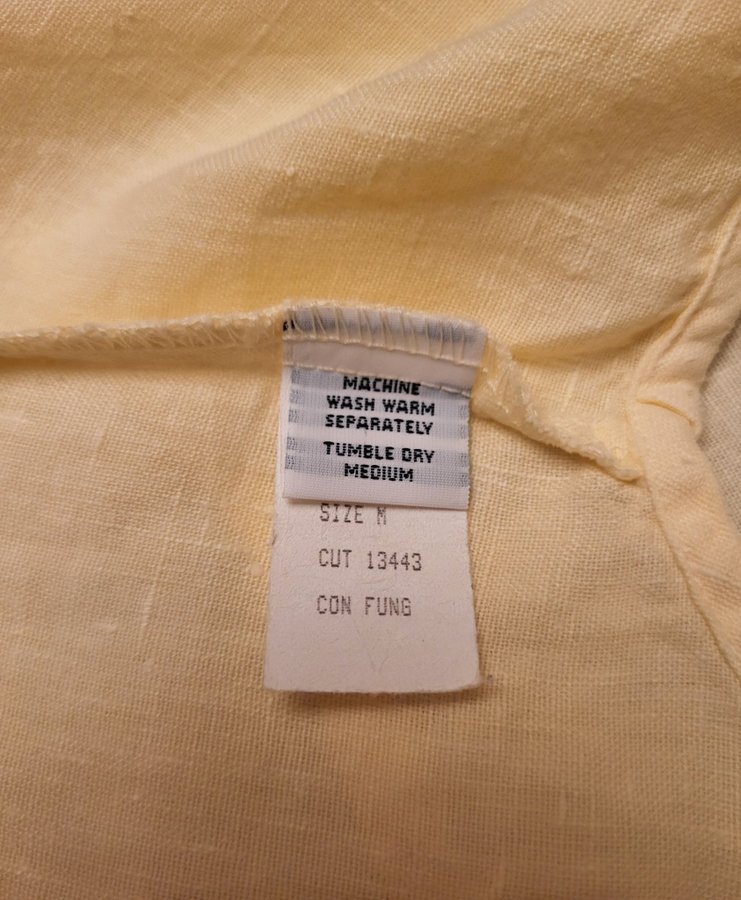 MACHINE
WASH WARM
SEPARATELY
TUMBLE DRY
MEDIUM
SIZE M
CUT 13443
CON FUNG